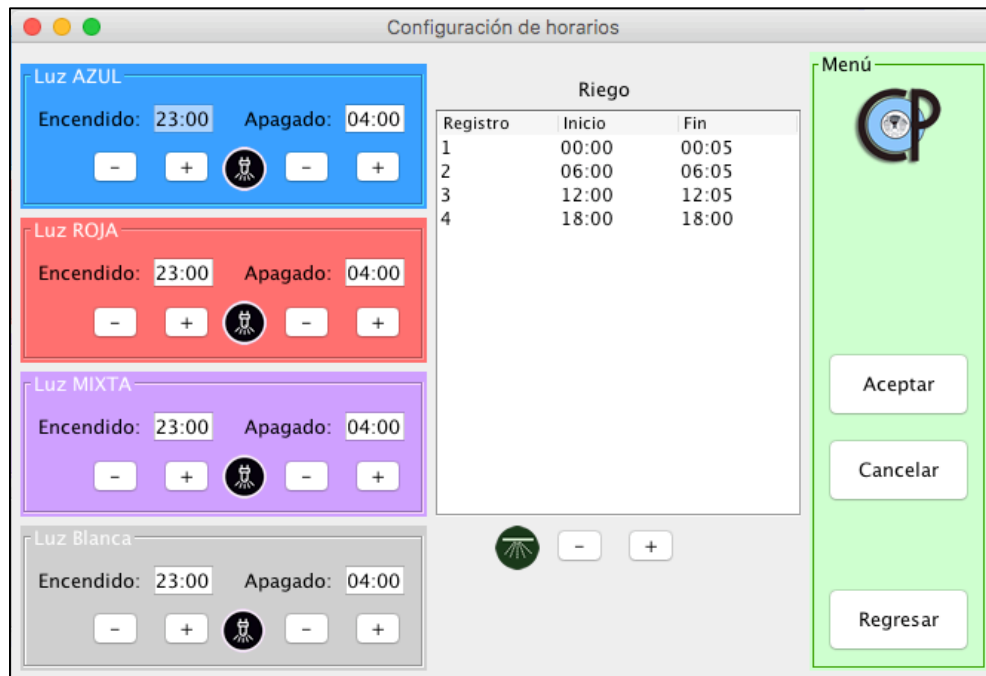 Configuración de horarios
Luz AZUL
Encendido: 23:00 Apagado: 04:00
- + - +
Luz ROJA
Encendido: 23:00 Apagado: 04:00
- + - +
Luz MIXTA
Encendido: 23:00 Apagado: 04:00
- + - +
Luz Blanca
Encendido: 23:00 Apagado: 04:00
- + - +
Riego
Registro Inicio Fin
1 00:00 00:05
2 06:00 06:05
3 12:00 12:05
4 18:00 18:00
- +
Menú
CP
Aceptar
Cancelar
Regresar